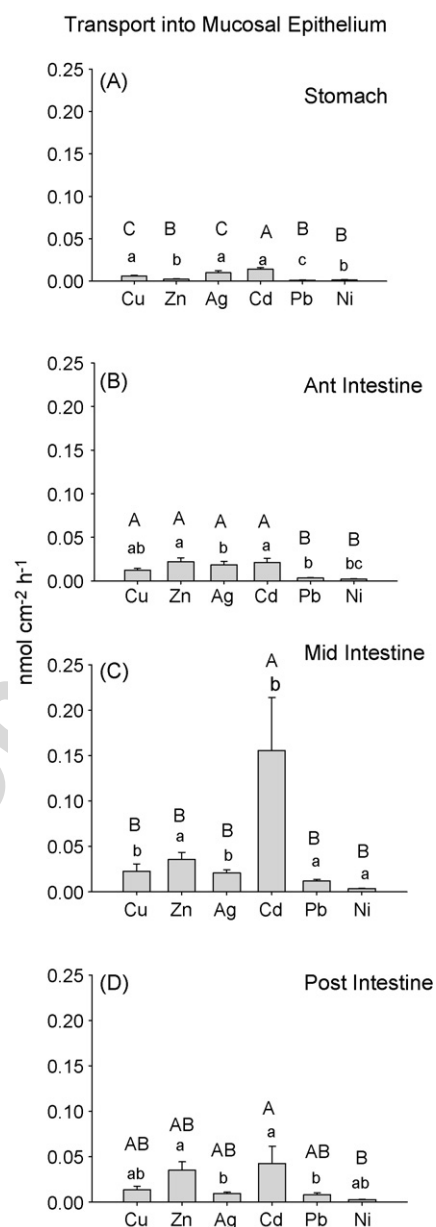 Transport into Mucosal Epithelium
(A)
Stomach
0.25
0.20
0.15
0.10
0.05
0.00
C B C A B B
a b a a c b
Cu Zn Ag Cd Pb Ni
(B)
Ant Intestine
0.25
0.20
0.15
0.10
0.05
0.00
A A A A B B
ab a b a b bc
Cu Zn Ag Cd Pb Ni
nmol cm-2 h-1
(C)
Mid Intestine
0.25
0.20
0.15
0.10
0.05
0.00
B B B A B B
b a b b a a
Cu Zn Ag Cd Pb Ni
(D)
Post Intestine
0.25
0.20
0.15
0.10
0.05
0.00
AB AB AB A AB B
ab a b a b ab
Cu Zn Ag Cd Pb Ni